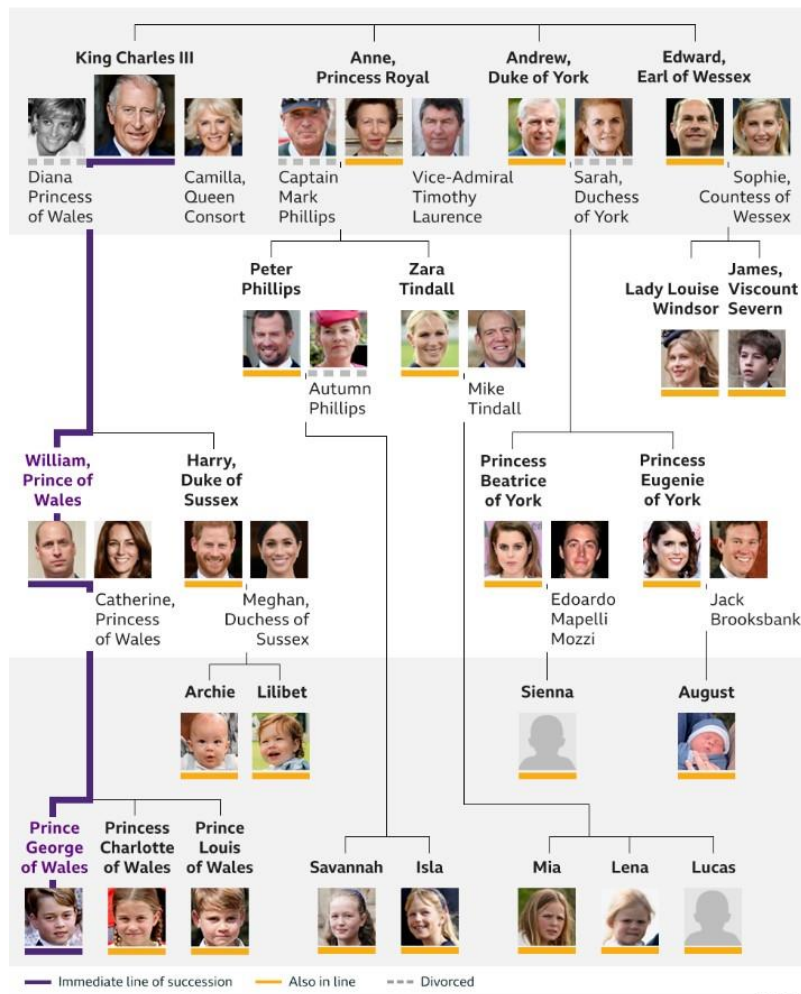 King Charles III
Anne,
Princess Royal
Andrew,
Duke of York
Edward,
Earl of Wessex
Diana
Princess
of Wales
Camilla,
Queen
Consort
Captain
Mark
Phillips
Vice-Admiral
Timothy
Laurence
Sarah,
Duchess
of York
Sophie,
Countess of
Wessex
Peter
Phillips
Zara
Tindall
Lady Louise
Windsor
James,
Viscount
Severn
Autumn
Phillips
Mike
Tindall
William,
Prince of
Wales
Harry,
Duke of
Sussex
Princess
Beatrice
of York
Princess
Eugenie
of York
Catherine,
Princess
of Wales
Meghan,
Duchess of
Sussex
Edoardo
Mapelli
Mozzi
Jack
Brooksbank
Archie
Lilibet
Sienna
August
Prince
George
of Wales
Princess
Charlotte
of Wales
Prince
Louis
of Wales
Savannah
Isla
Mia
Lena
Lucas
Immediate line of succession
Also in line
Divorced